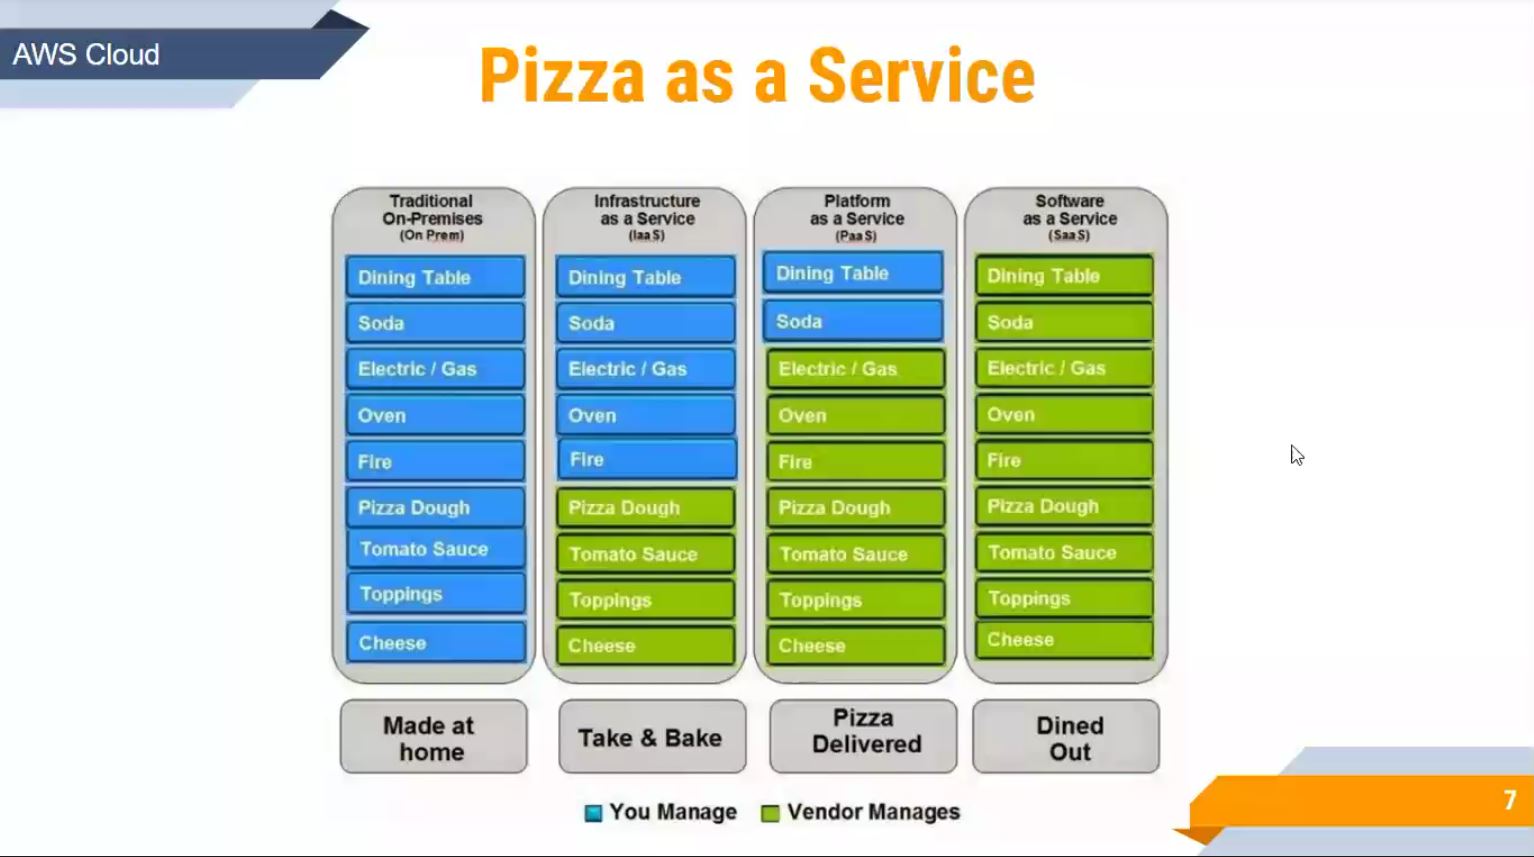 AWS Cloud
Pizza as a Service
Traditional
On-Premises
(On Prem)
Dining Table
Soda
Electric / Gas
Oven
Fire
Pizza Dough
Tomato Sauce
Toppings
Cheese
Made at
home
Infrastructure
as a Service
(IaaS)
Dining Table
Soda
Electric / Gas
Oven
Fire
Pizza Dough
Tomato Sauce
Toppings
Cheese
Take & Bake
Platform
as a Service
(PaaS)
Dining Table
Soda
Electric / Gas
Oven
Fire
Pizza Dough
Tomato Sauce
Toppings
Cheese
Pizza
Delivered
Software
as a Service
(SaaS)
Dining Table
Soda
Electric / Gas
Oven
Fire
Pizza Dough
Tomato Sauce
Toppings
Cheese
Dined
Out
You Manage
Vendor Manages
7